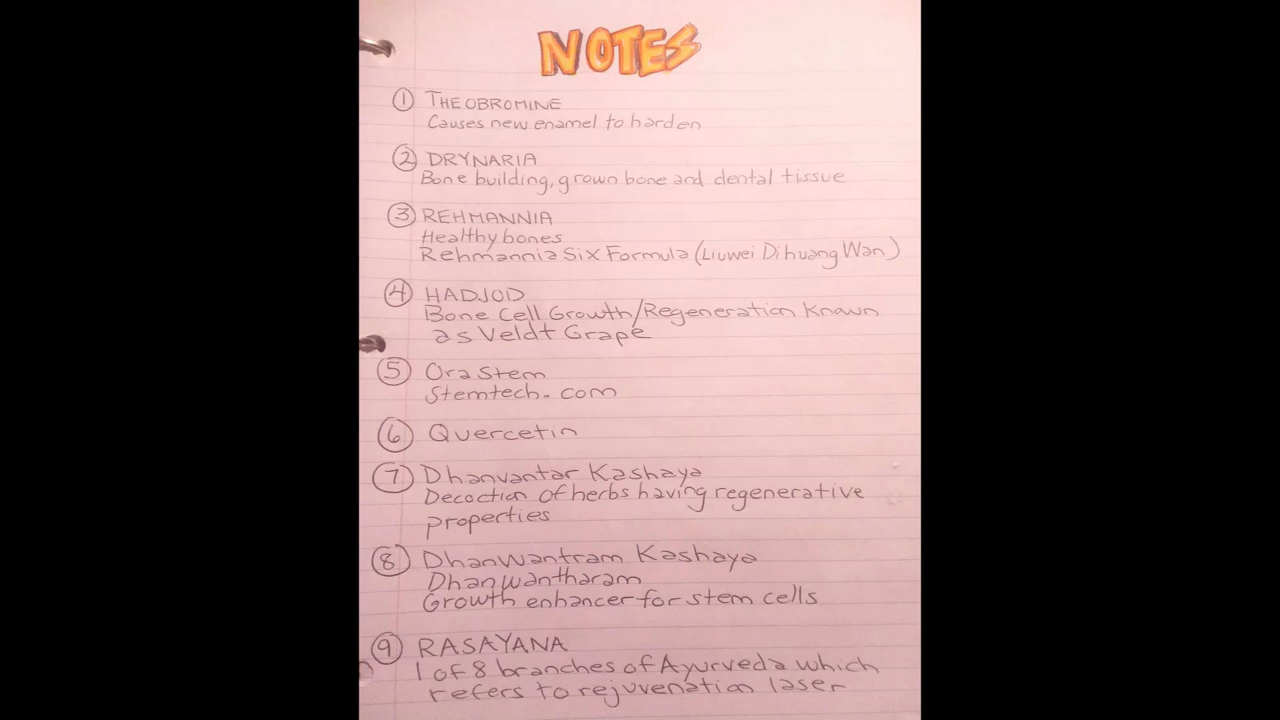 NOTES
① THEOBROMINE
Causes new enamel to harden
② DRYNARIA
Bone building, grown bone and dental tissue
③ REHMANNIA
Healthy bones
Rehmannia Six Formula (Liuwei Dihuang Wan)
④ HADJOD
Bone Cell Growth/Regeneration Known
as Veldt Grape
⑤ Ora Stem
Stemtech.com
⑥ Quercetin
⑦ Dhanvantar Kashaya
Decoction of herbs having regenerative
properties
⑧ Dhanwantram Kashaya
Dhanwantharam
Growth enhancer for stem cells
⑨ RASAYANA
1 of 8 branches of Ayurveda which
refers to rejuvenation laser